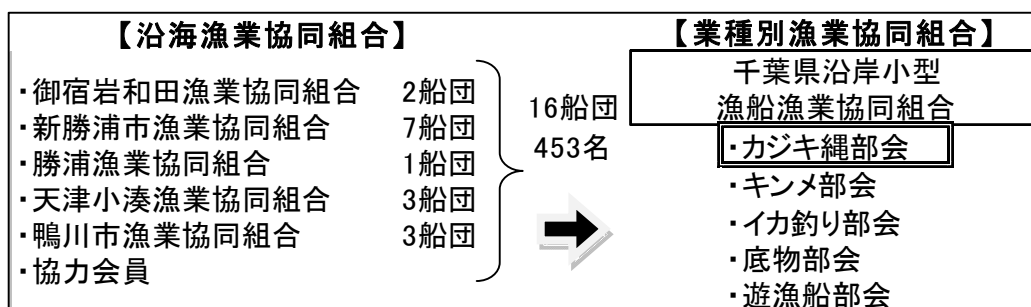 【沿海漁業協同組合】
・御宿岩和田漁業協同組合 2船団
・新勝浦市漁業協同組合 7船団
・勝浦漁業協同組合 1船団
・天津小湊漁業協同組合 3船団
・鴨川市漁業協同組合 3船団
・協力会員
16船団
453名
【業種別漁業協同組合】
千葉県沿岸小型
漁船漁業協同組合
・カジキ縄部会
・キンメ部会
・イカ釣り部会
・底物部会
・遊漁船部会